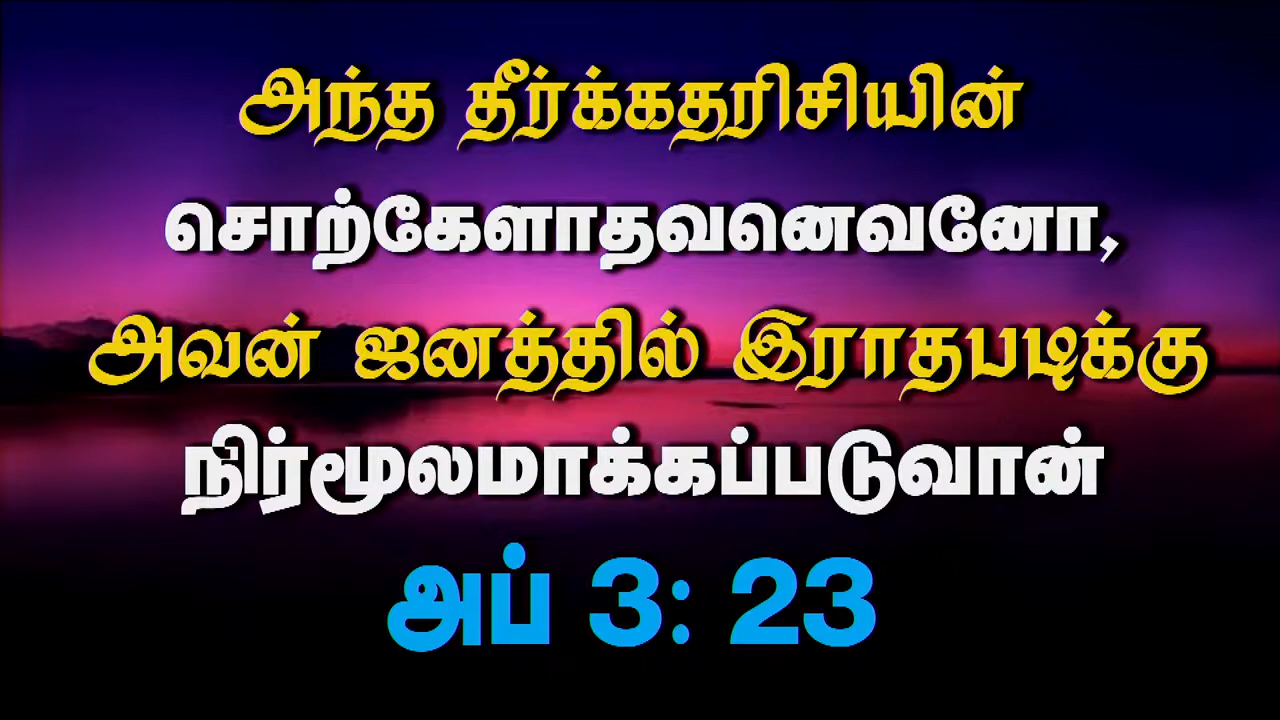 அந்த தீர்க்கதரிசியின்
சொற்கேளாதவனெவனோ,
அவன் ஜனத்தில் இராதபடிக்கு
நிர்மூலமாக்கப்படுவான்
அப் 3: 23